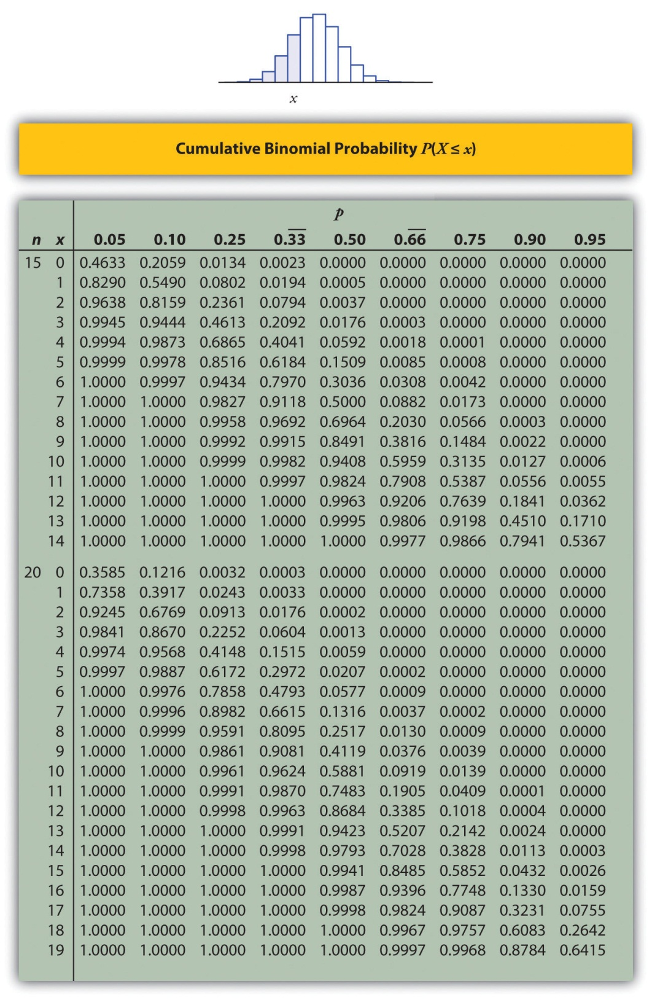 x
Cumulative Binomial Probability P(X ≤ x)
p
n x 0.05 0.10 0.25 0.3̅3̅ 0.50 0.6̅6̅ 0.75 0.90 0.95
15 0 0.4633 0.2059 0.0134 0.0023 0.0000 0.0000 0.0000 0.0000 0.0000
1 0.8290 0.5490 0.0802 0.0194 0.0005 0.0000 0.0000 0.0000 0.0000
2 0.9638 0.8159 0.2361 0.0794 0.0037 0.0000 0.0000 0.0000 0.0000
3 0.9945 0.9444 0.4613 0.2092 0.0176 0.0003 0.0000 0.0000 0.0000
4 0.9994 0.9873 0.6865 0.4041 0.0592 0.0018 0.0001 0.0000 0.0000
5 0.9999 0.9978 0.8516 0.6184 0.1509 0.0085 0.0008 0.0000 0.0000
6 1.0000 0.9997 0.9434 0.7970 0.3036 0.0308 0.0042 0.0000 0.0000
7 1.0000 1.0000 0.9827 0.9118 0.5000 0.0882 0.0173 0.0000 0.0000
8 1.0000 1.0000 0.9958 0.9692 0.6964 0.2030 0.0566 0.0003 0.0000
9 1.0000 1.0000 0.9992 0.9915 0.8491 0.3816 0.1484 0.0022 0.0000
10 1.0000 1.0000 0.9999 0.9982 0.9408 0.5959 0.3135 0.0127 0.0006
11 1.0000 1.0000 1.0000 0.9997 0.9824 0.7908 0.5387 0.0556 0.0055
12 1.0000 1.0000 1.0000 1.0000 0.9963 0.9206 0.7639 0.1841 0.0362
13 1.0000 1.0000 1.0000 1.0000 0.9995 0.9806 0.9198 0.4510 0.1710
14 1.0000 1.0000 1.0000 1.0000 1.0000 0.9977 0.9866 0.7941 0.5367
20 0 0.3585 0.1216 0.0032 0.0003 0.0000 0.0000 0.0000 0.0000 0.0000
1 0.7358 0.3917 0.0243 0.0033 0.0000 0.0000 0.0000 0.0000 0.0000
2 0.9245 0.6769 0.0913 0.0176 0.0002 0.0000 0.0000 0.0000 0.0000
3 0.9841 0.8670 0.2252 0.0604 0.0013 0.0000 0.0000 0.0000 0.0000
4 0.9974 0.9568 0.4148 0.1515 0.0059 0.0000 0.0000 0.0000 0.0000
5 0.9997 0.9887 0.6172 0.2972 0.0207 0.0002 0.0000 0.0000 0.0000
6 1.0000 0.9976 0.7858 0.4793 0.0577 0.0009 0.0000 0.0000 0.0000
7 1.0000 0.9996 0.8982 0.6615 0.1316 0.0037 0.0002 0.0000 0.0000
8 1.0000 0.9999 0.9591 0.8095 0.2517 0.0130 0.0009 0.0000 0.0000
9 1.0000 1.0000 0.9861 0.9081 0.4119 0.0376 0.0039 0.0000 0.0000
10 1.0000 1.0000 0.9961 0.9624 0.5881 0.0919 0.0139 0.0000 0.0000
11 1.0000 1.0000 0.9991 0.9870 0.7483 0.1905 0.0409 0.0001 0.0000
12 1.0000 1.0000 0.9998 0.9963 0.8684 0.3385 0.1018 0.0004 0.0000
13 1.0000 1.0000 1.0000 0.9991 0.9423 0.5207 0.2142 0.0024 0.0000
14 1.0000 1.0000 1.0000 0.9998 0.9793 0.7028 0.3828 0.0113 0.0003
15 1.0000 1.0000 1.0000 1.0000 0.9941 0.8485 0.5852 0.0432 0.0026
16 1.0000 1.0000 1.0000 1.0000 0.9987 0.9396 0.7748 0.1330 0.0159
17 1.0000 1.0000 1.0000 1.0000 0.9998 0.9824 0.9087 0.3231 0.0755
18 1.0000 1.0000 1.0000 1.0000 1.0000 0.9967 0.9757 0.6083 0.2642
19 1.0000 1.0000 1.0000 1.0000 1.0000 0.9997 0.9968 0.8784 0.6415